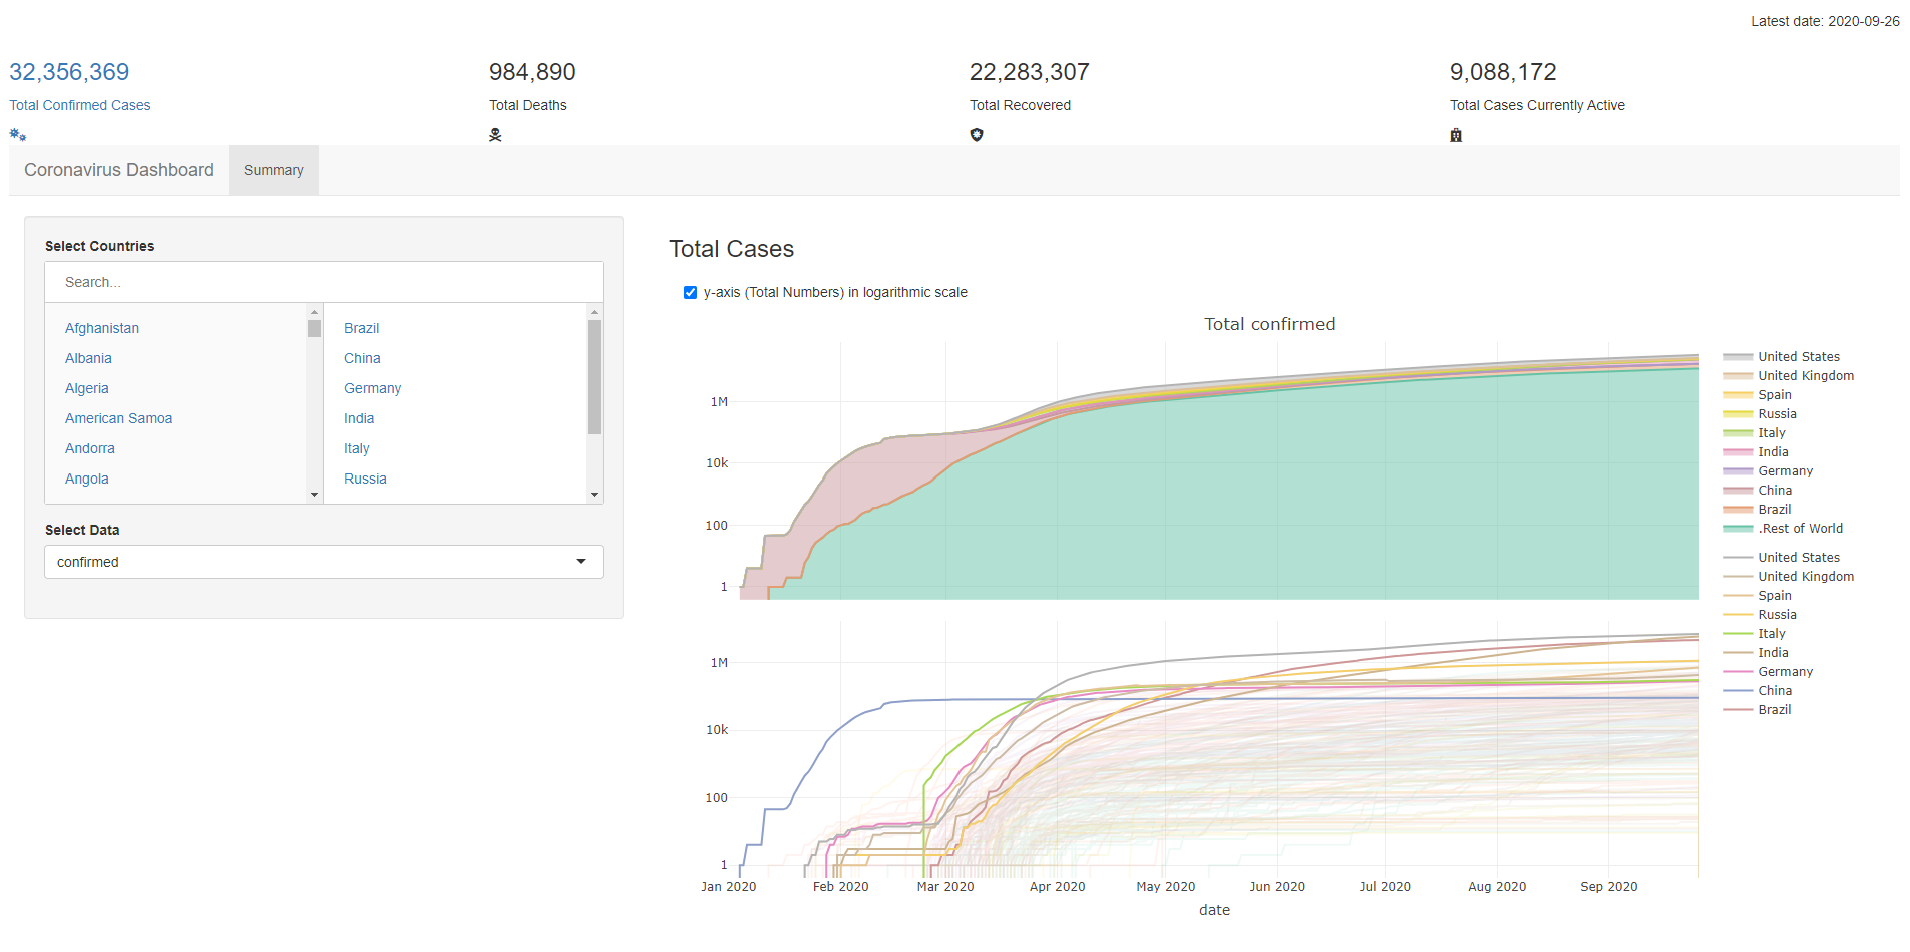 Latest date: 2020-09-26
32,356,369
Total Confirmed Cases
984,890
Total Deaths
22,283,307
Total Recovered
9,088,172
Total Cases Currently Active
Coronavirus Dashboard
Summary
Select Countries
Search...
Afghanistan
Albania
Algeria
American Samoa
Andorra
Angola
Brazil
China
Germany
India
Italy
Russia
Select Data
confirmed
Total Cases
y-axis (Total Numbers) in logarithmic scale
Total confirmed
1M
10k
100
1
United States
United Kingdom
Spain
Russia
Italy
India
Germany
China
Brazil
.Rest of World
1M
10k
100
1
United States
United Kingdom
Spain
Russia
Italy
India
Germany
China
Brazil
Jan 2020 Feb 2020 Mar 2020 Apr 2020 May 2020 Jun 2020 Jul 2020 Aug 2020 Sep 2020
date